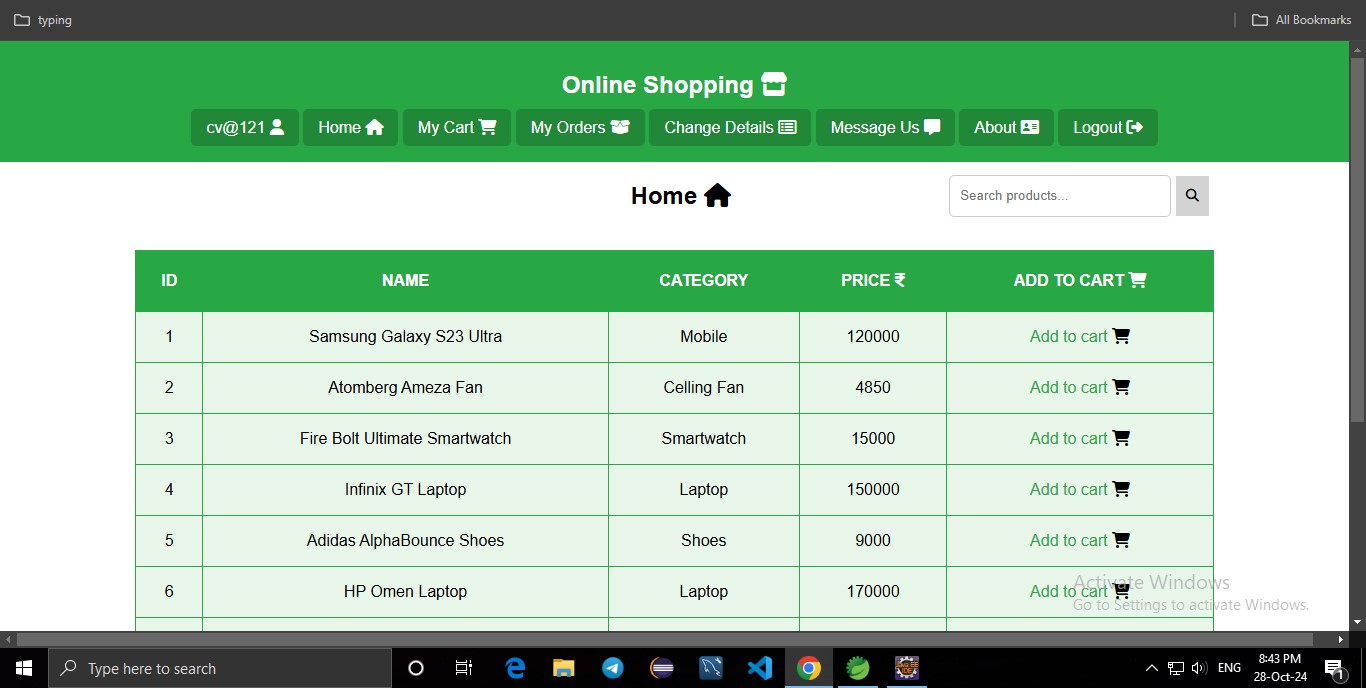 typing
All Bookmarks
Online Shopping
cv@121 Home My Cart My Orders Change Details Message Us About Logout
Home
Search products...
ID NAME CATEGORY PRICE ₹ ADD TO CART
1 Samsung Galaxy S23 Ultra Mobile 120000 Add to cart
2 Atomberg Ameza Fan Celling Fan 4850 Add to cart
3 Fire Bolt Ultimate Smartwatch Smartwatch 15000 Add to cart
4 Infinix GT Laptop Laptop 150000 Add to cart
5 Adidas AlphaBounce Shoes Shoes 9000 Add to cart
6 HP Omen Laptop Laptop 170000 Add to cart
Activate Windows
Go to Settings to activate Windows.
Type here to search
ENG
8:43 PM
28-Oct-24
1